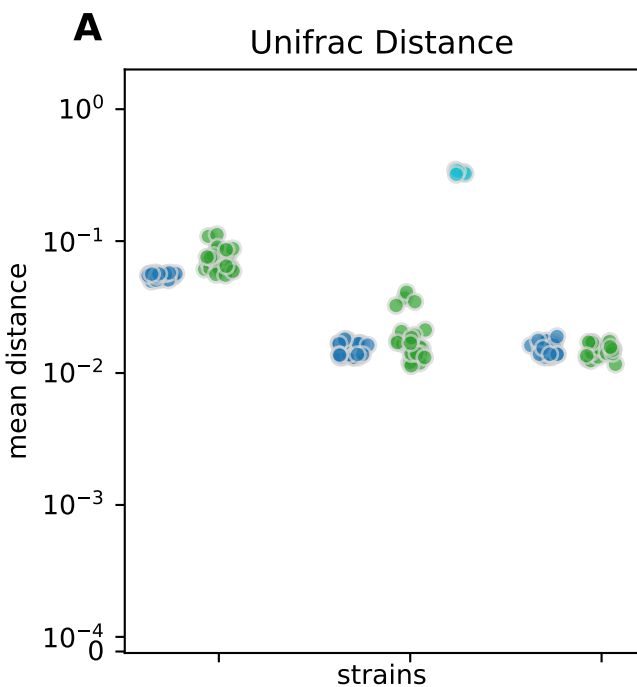 A
Unifrac Distance
10⁰
10⁻¹
10⁻²
10⁻³
10⁻⁴
0
mean distance
strains